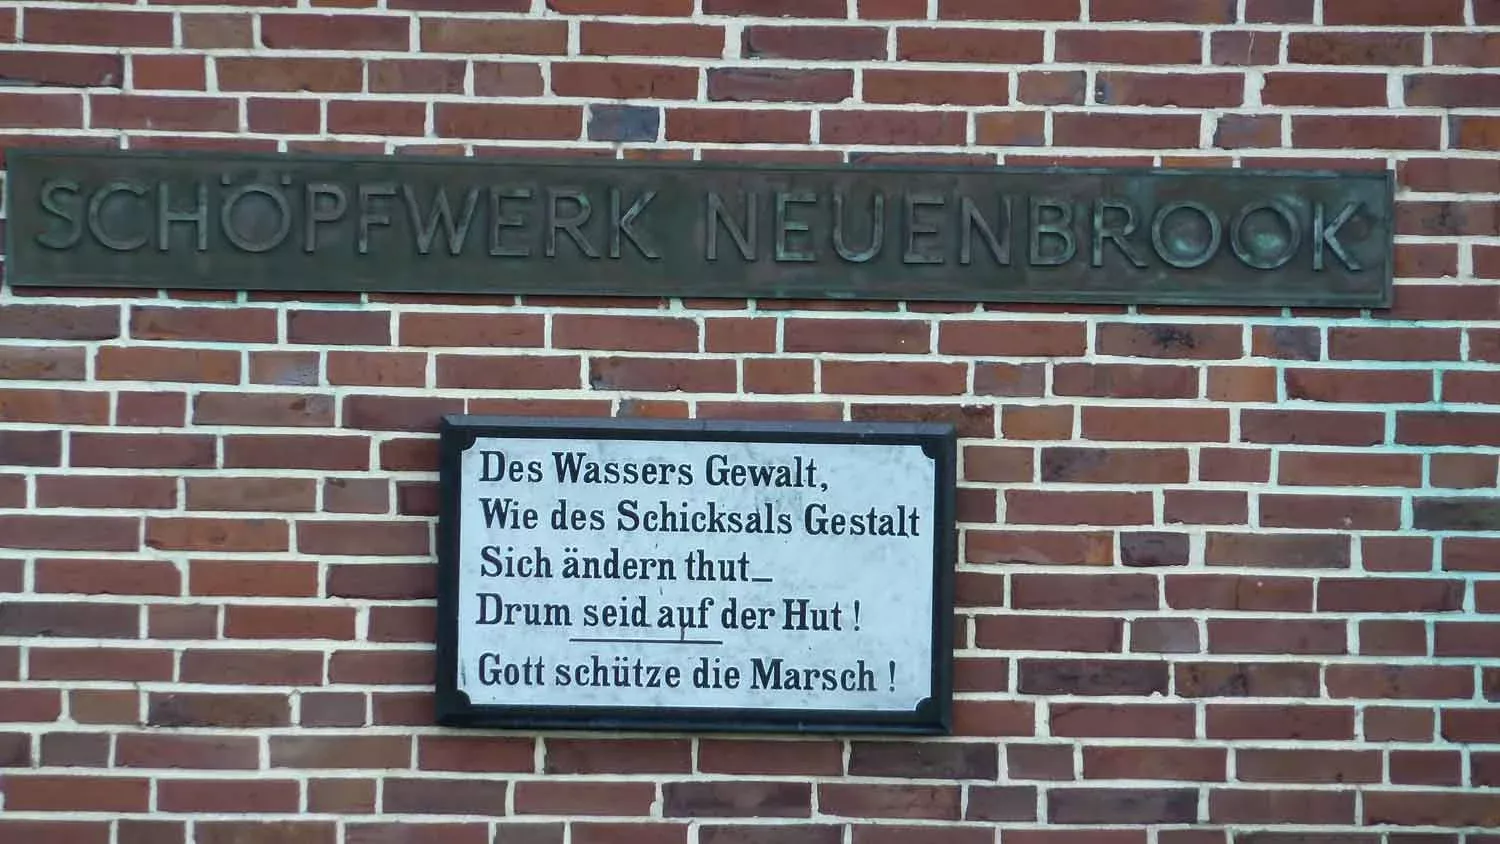 SCHÖPFWERK NEUENBROOK
Des Wassers Gewalt,
Wie des Schicksals Gestalt
Sich ändern thut_
Drum seid auf der Hut !
Gott schütze die Marsch !